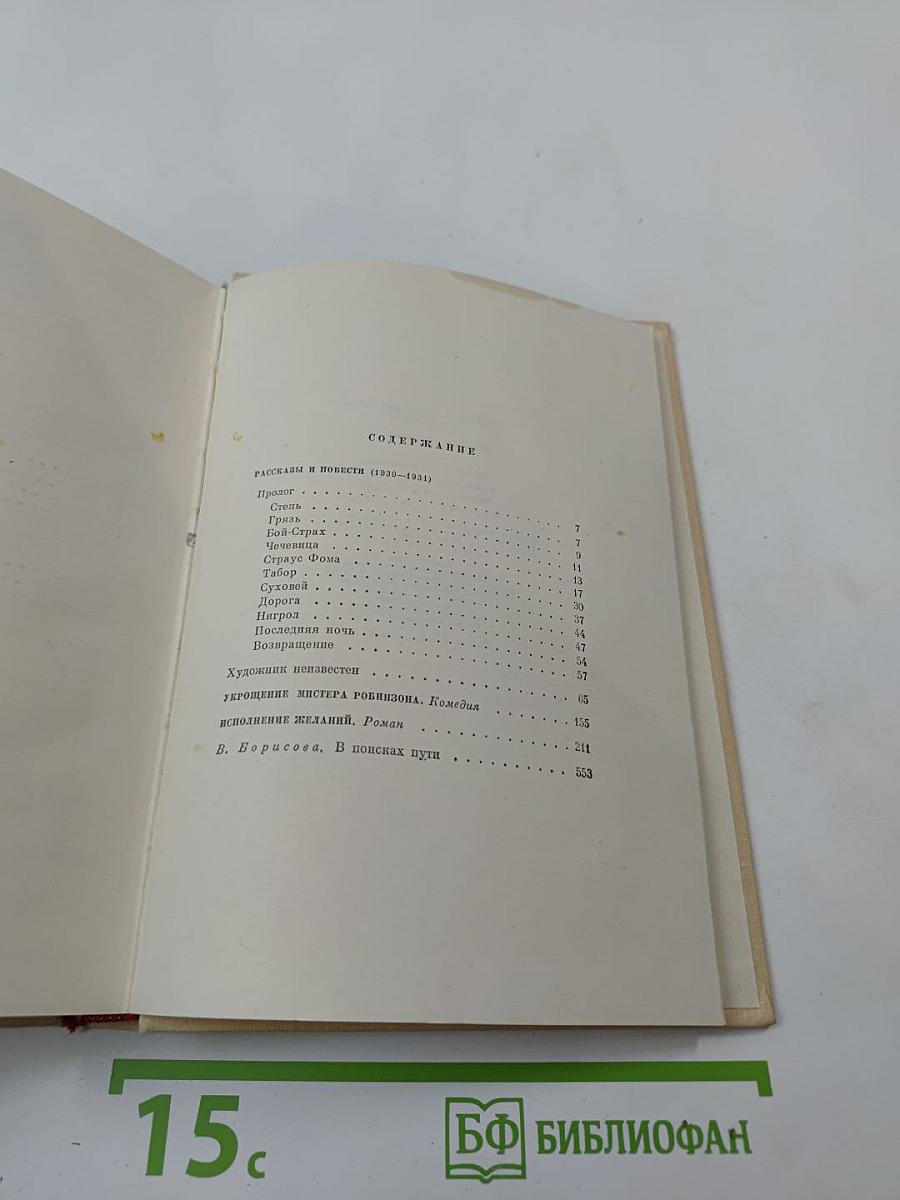 СОДЕРЖАНИЕ
РАССКАЗЫ И ПОВЕСТИ (1930—1931)
Пролог . . . . . . . . . . . . . . . . . . . . 7
Степь . . . . . . . . . . . . . . . . . . . . 7
Грязь . . . . . . . . . . . . . . . . . . . . 9
Бой-Страх . . . . . . . . . . . . . . . . . . 11
Чечевица . . . . . . . . . . . . . . . . . . 13
Страус Фома . . . . . . . . . . . . . . . . 17
Табор . . . . . . . . . . . . . . . . . . . . 30
Суховей . . . . . . . . . . . . . . . . . . . 37
Дорога . . . . . . . . . . . . . . . . . . . 44
Нигрол . . . . . . . . . . . . . . . . . . . 47
Последняя ночь . . . . . . . . . . . . . . . 54
Возвращение . . . . . . . . . . . . . . . . 57
Художник неизвестен . . . . . . . . . . . . . 65
УКРОЩЕНИЕ МИСТЕРА РОБИНЗОНА. Комедия . . . . . . 155
ИСПОЛНЕНИЕ ЖЕЛАНИЙ. Роман . . . . . . . . . . 211
В. Борисова. В поисках пути . . . . . . . . . 553
15 с
БФ БИБЛИОФАН